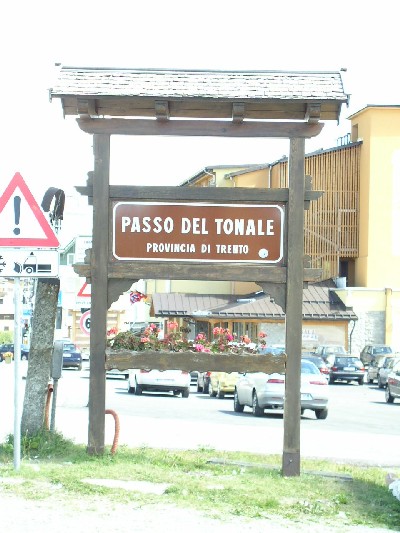 PASSO DEL TONALE
PROVINCIA DI TRENTO